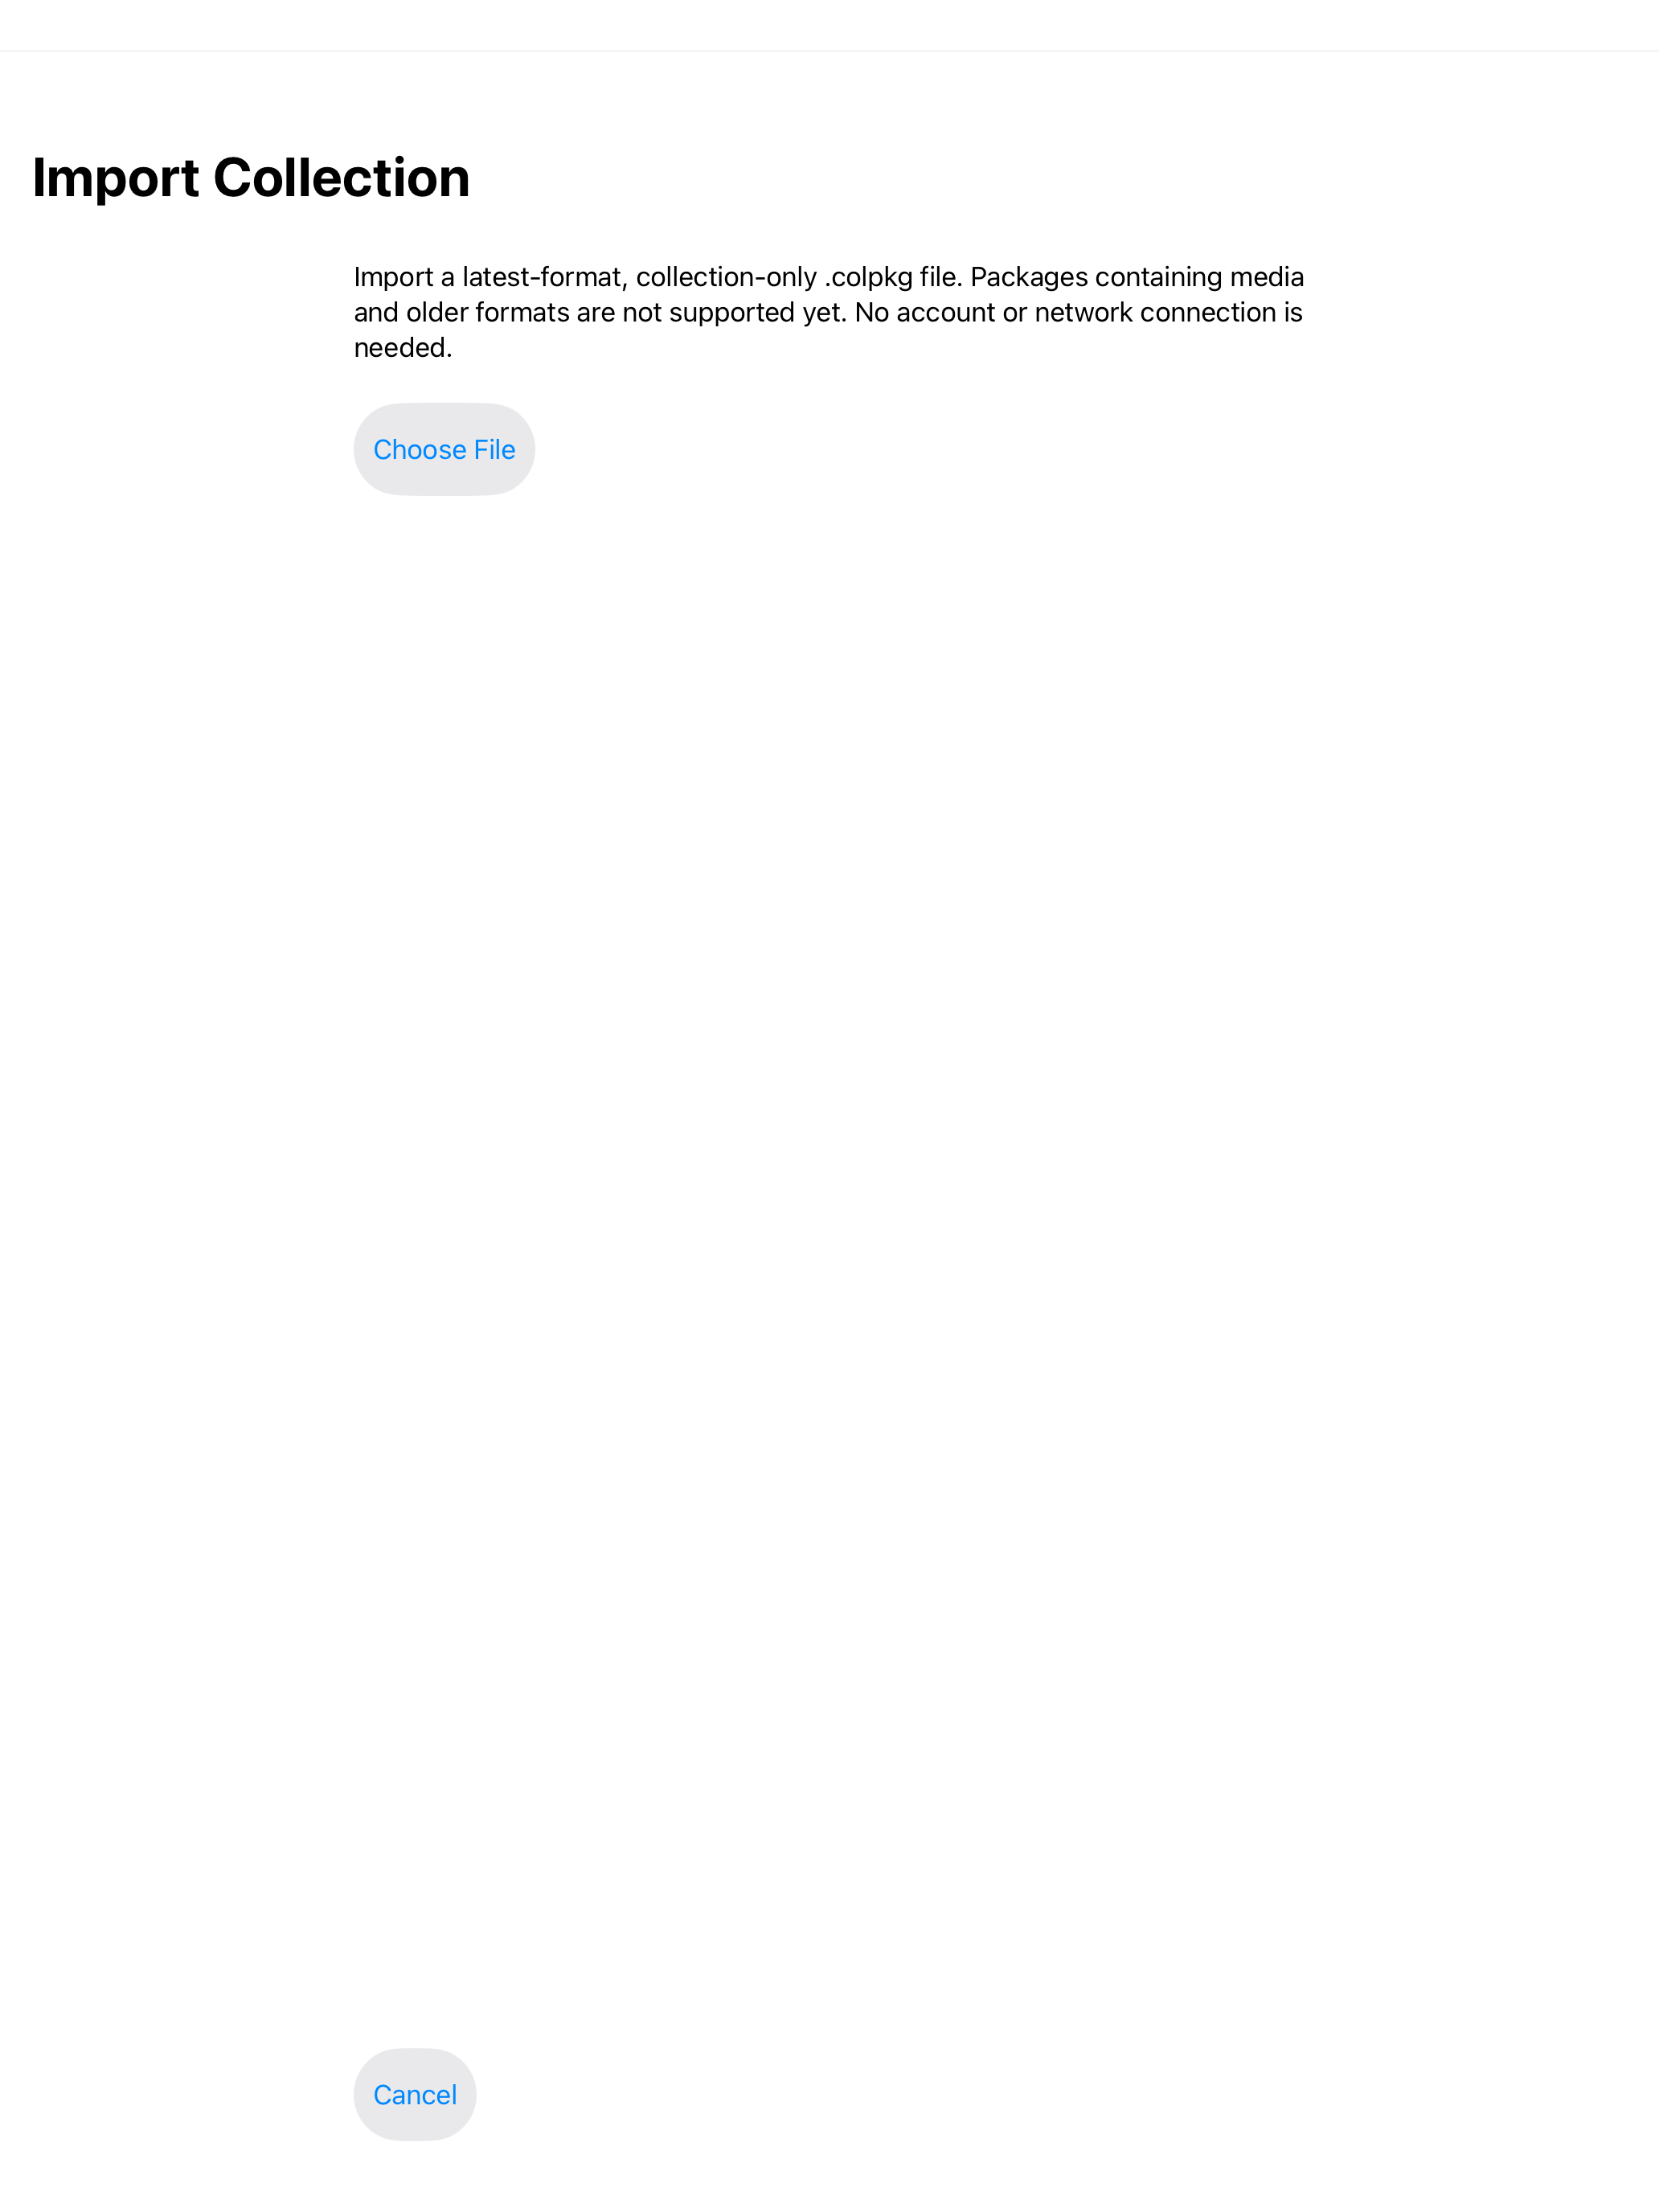 Import Collection
Import a latest-format, collection-only .colpkg file. Packages containing media
and older formats are not supported yet. No account or network connection is
needed.
Choose File
Cancel